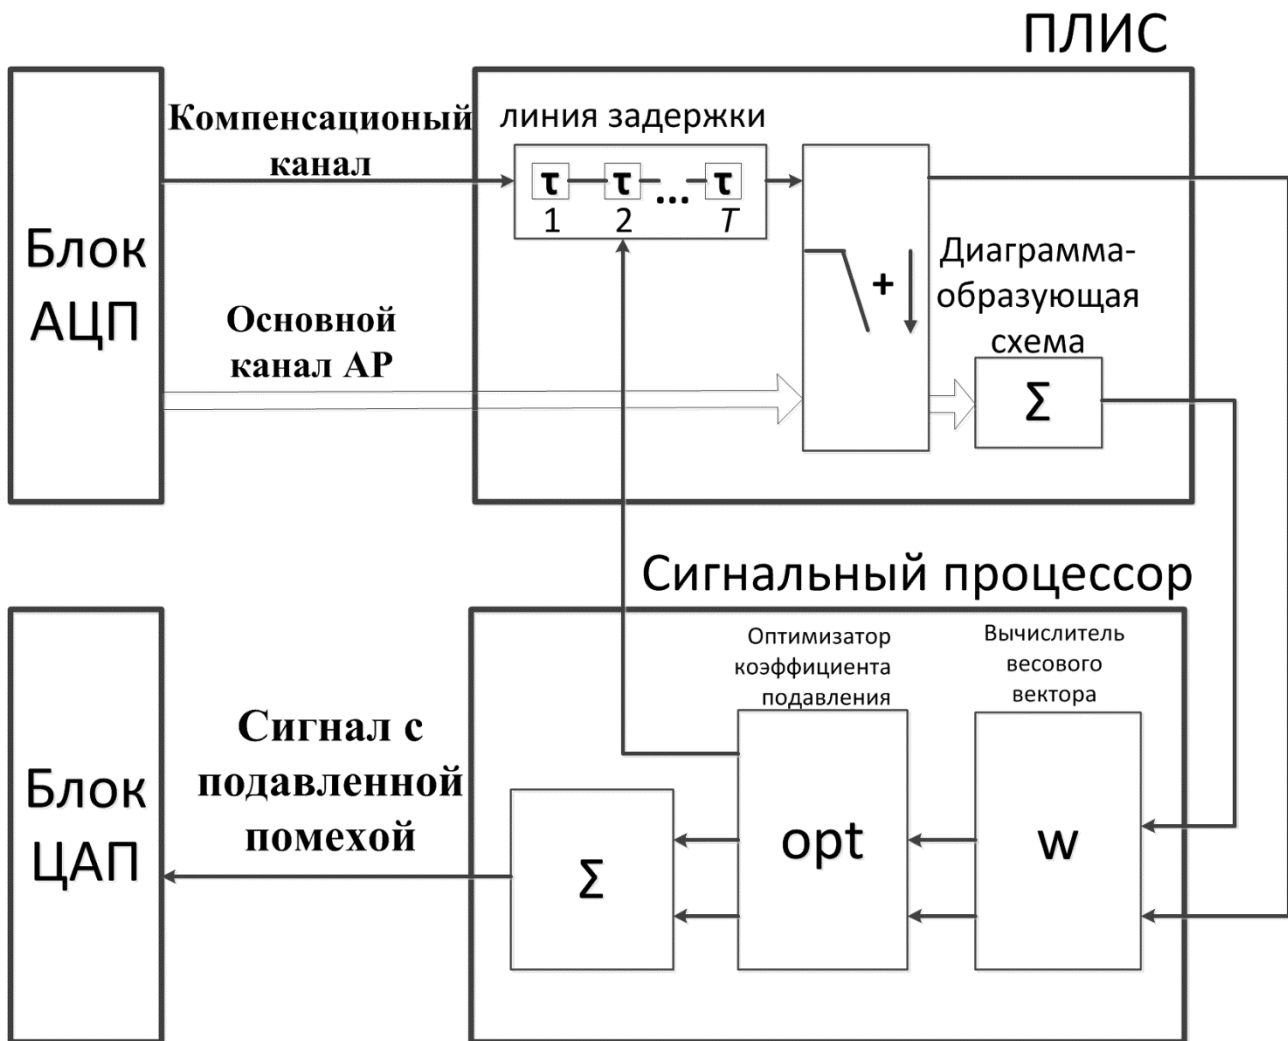 ПЛИС
Компенсационый
канал
линия задержки
τ τ ... τ
1 2 T
Блок
АЦП
Основной
канал АР
+
Диаграмма-
образующая
схема
Σ
Сигнальный процессор
Оптимизатор
коэффициента
подавления
Вычислитель
весового
вектора
Блок
ЦАП
Сигнал с
подавленной
помехой
Σ
opt
w